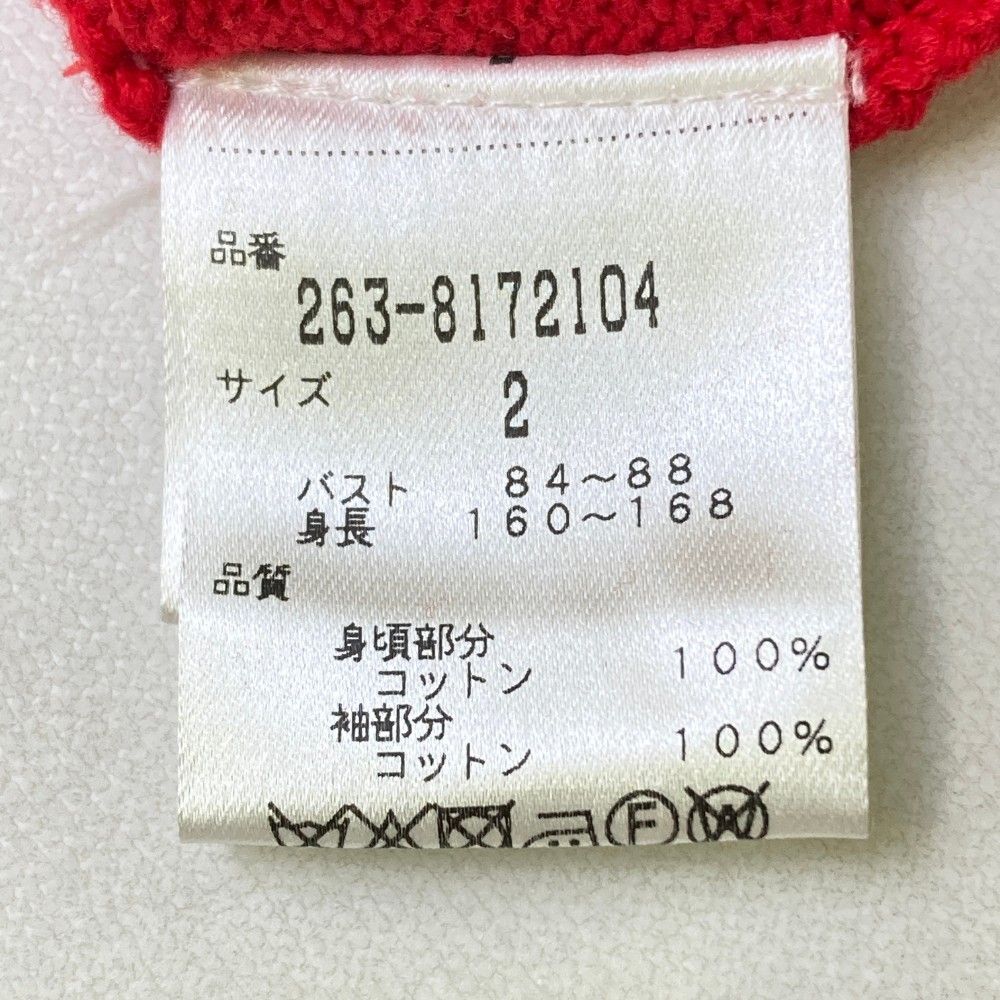 品番
263-8172104
サイズ 2
バスト 84~88
身長 160~168
品質
身頃部分
コットン 100%
袖部分
コットン 100%
F W